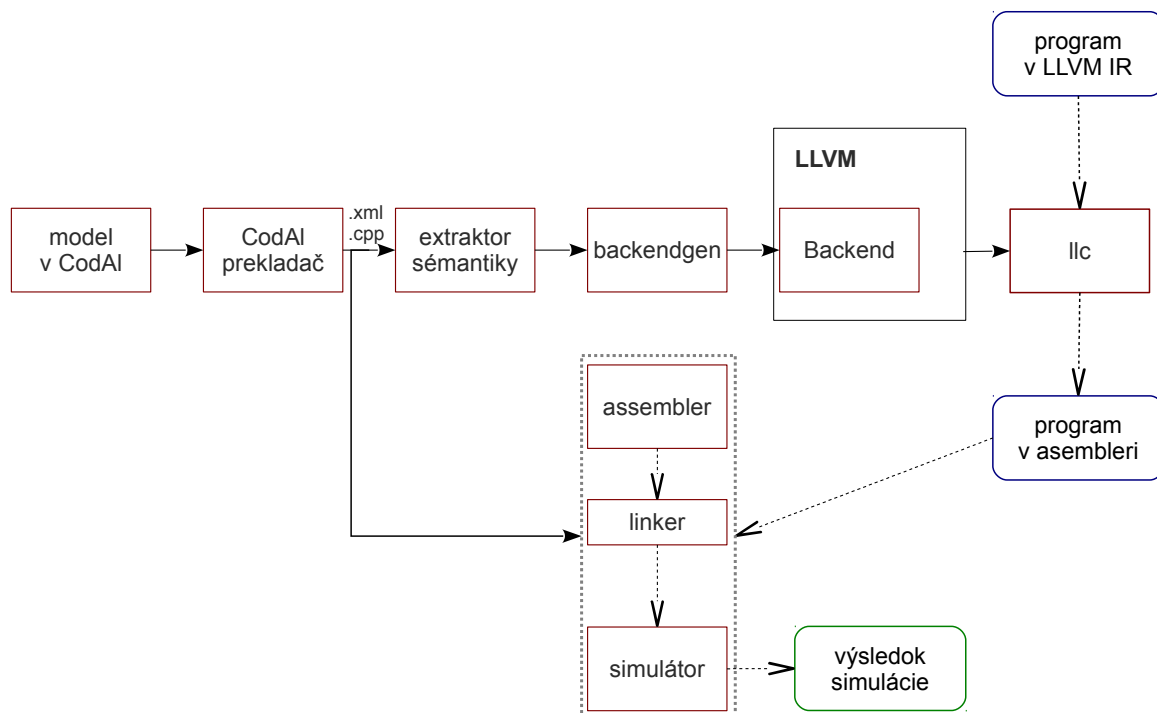 program
v LLVM IR
LLVM
model
v CodAl
CodAl
prekladač
.xml
.cpp
extraktor
sémantiky
backendgen
Backend
llc
assembler
program
v asembleri
linker
simulátor
výsledok
simulácie